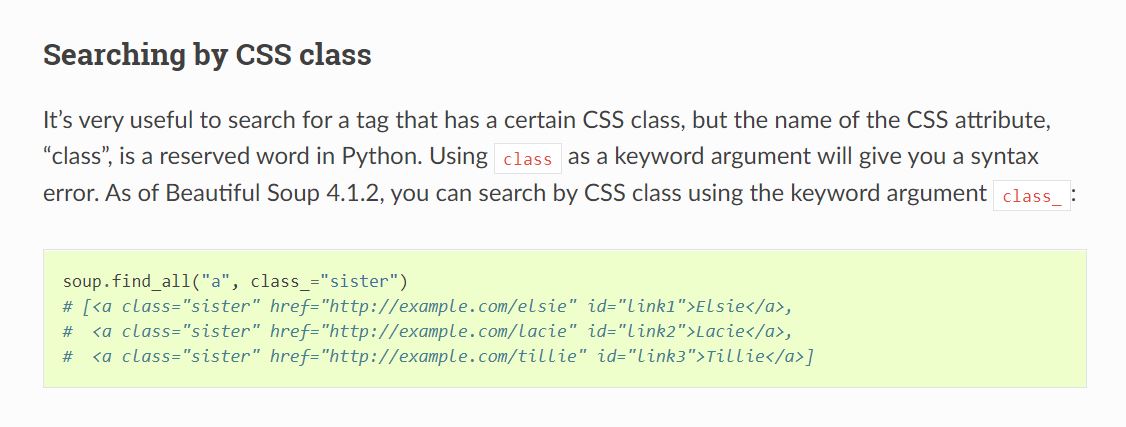 Searching by CSS class
It’s very useful to search for a tag that has a certain CSS class, but the name of the CSS attribute,
“class”, is a reserved word in Python. Using class as a keyword argument will give you a syntax
error. As of Beautiful Soup 4.1.2, you can search by CSS class using the keyword argument class_ :
soup.find_all("a", class_="sister")
# [<a class="sister" href="http://example.com/elsie" id="link1">Elsie</a>,
#  <a class="sister" href="http://example.com/lacie" id="link2">Lacie</a>,
#  <a class="sister" href="http://example.com/tillie" id="link3">Tillie</a>]